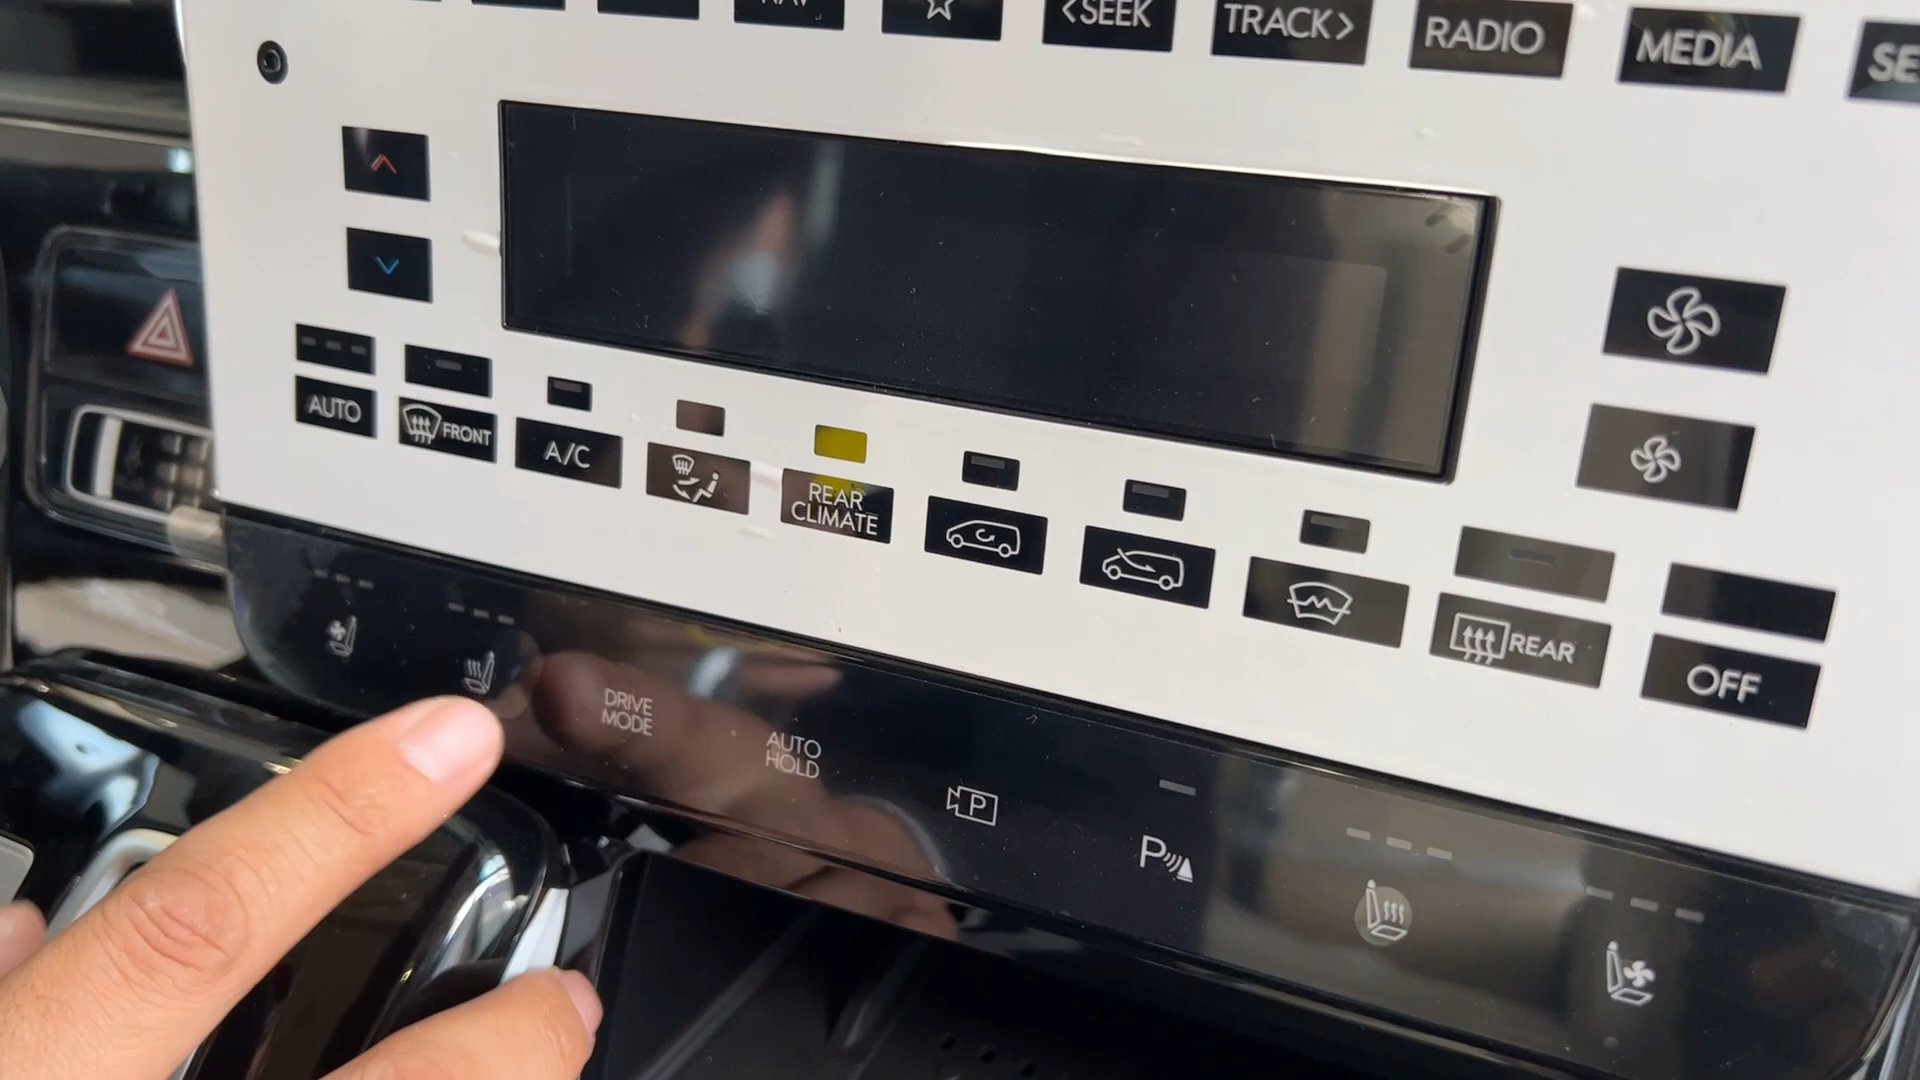 <SEEK
TRACK>
RADIO
MEDIA
AUTO
FRONT
A/C
REAR
CLIMATE
REAR
OFF
DRIVE
MODE
AUTO
HOLD
P
P